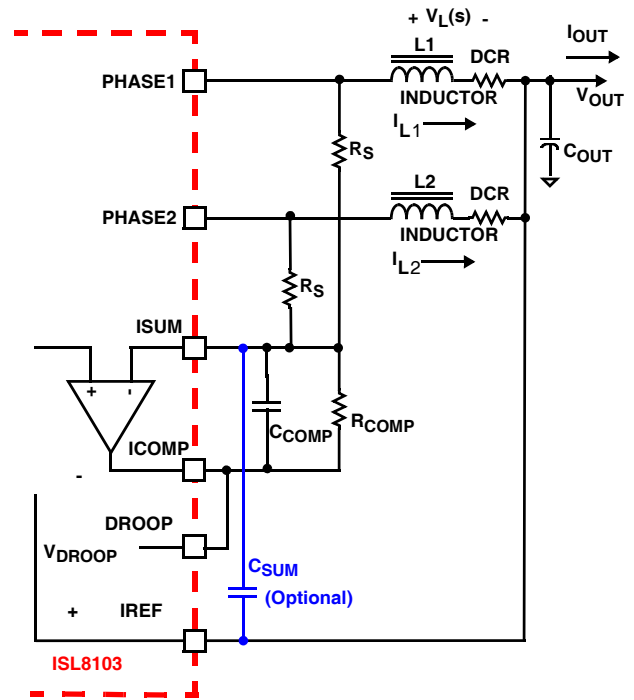 + VL(s) -
IOUT
L1
DCR
PHASE1
INDUCTOR
VOUT
IL1
COUT
RS
L2
DCR
PHASE2
INDUCTOR
IL2
RS
ISUM
+ -
CCOMP
RCOMP
ICOMP
-
DROOP
VDROOP
CSUM
(Optional)
+ IREF
ISL8103